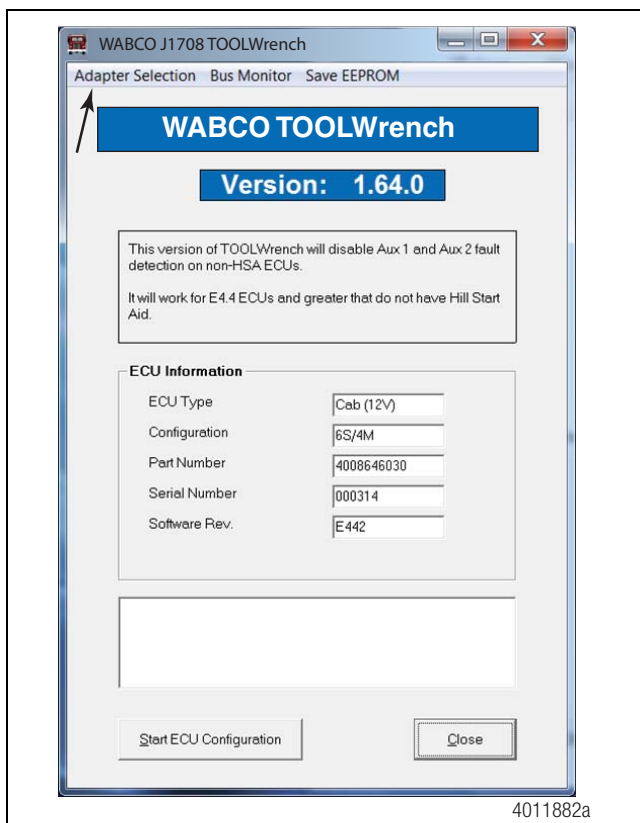 WABCO J1708 TOOLWrench
Adapter Selection Bus Monitor Save EEPROM
WABCO TOOLWrench
Version: 1.64.0
This version of TOOLWrench will disable Aux 1 and Aux 2 fault
detection on non-HSA ECUs.
It will work for E4.4 ECUs and greater that do not have Hill Start
Aid.
ECU Information
ECU Type Cab (12V)
Configuration 6S/4M
Part Number 4008646030
Serial Number 000314
Software Rev. E442
Start ECU Configuration Close
4011882a